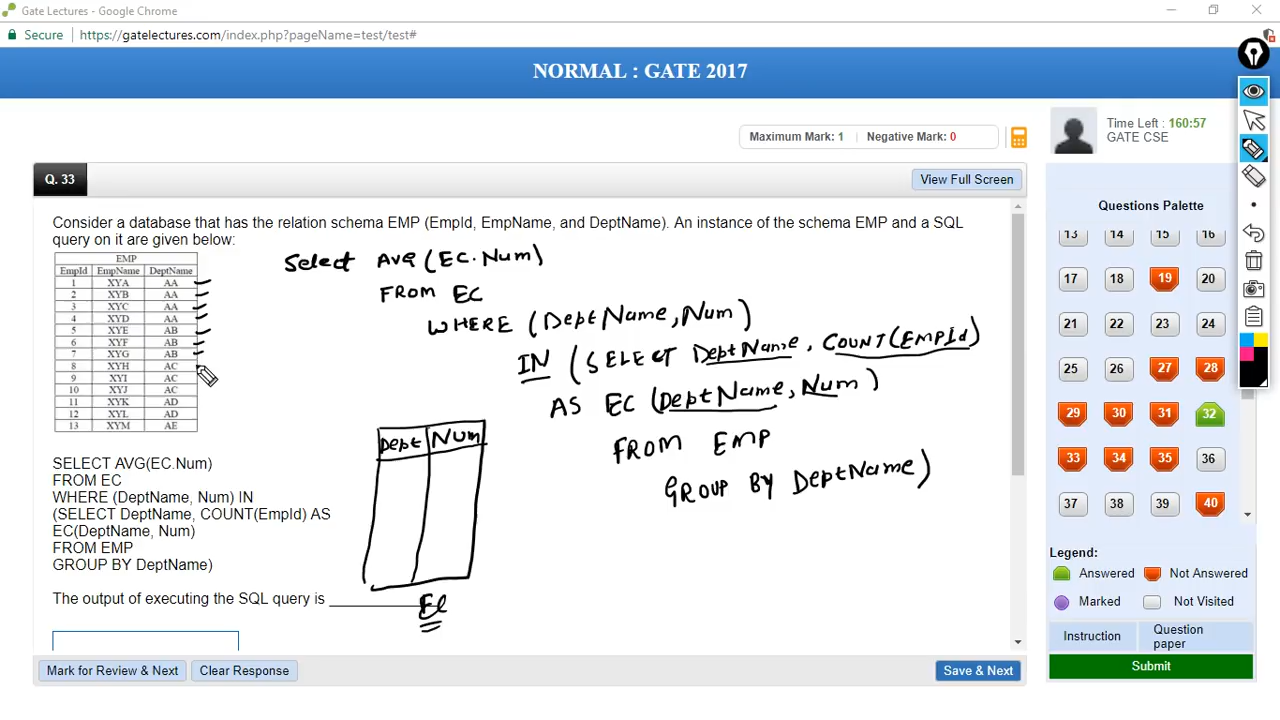 Gate Lectures - Google Chrome
Secure https://gatelectures.com/index.php?pageName=test/test#
NORMAL : GATE 2017
Maximum Mark: 1 | Negative Mark: 0
Time Left : 160:57
GATE CSE
Q. 33
View Full Screen
Consider a database that has the relation schema EMP (EmpId, EmpName, and DeptName). An instance of the schema EMP and a SQL
query on it are given below:
EMP
EmpId EmpName DeptName
1 XYA AA
2 XYB AA
3 XYC AA
4 XYD AA
5 XYE AB
6 XYF AB
7 XYG AB
8 XYH AC
9 XYI AC
10 XYJ AC
11 XYK AD
12 XYL AD
13 XYM AE
Select AVG (EC.Num)
FROM EC
WHERE (DeptName, Num)
IN (SELECT DeptName, COUNT(EMPId)
AS EC (DeptName, Num)
FROM EMP
GROUP BY DeptName)
Dept Num
EC
SELECT AVG(EC.Num)
FROM EC
WHERE (DeptName, Num) IN
(SELECT DeptName, COUNT(EmpId) AS
EC(DeptName, Num)
FROM EMP
GROUP BY DeptName)
The output of executing the SQL query is ____________
Mark for Review & Next
Clear Response
Save & Next
Questions Palette
13 14 15 16
17 18 19 20
21 22 23 24
25 26 27 28
29 30 31 32
33 34 35 36
37 38 39 40
Legend:
Answered Not Answered
Marked Not Visited
Instruction
Question
paper
Submit